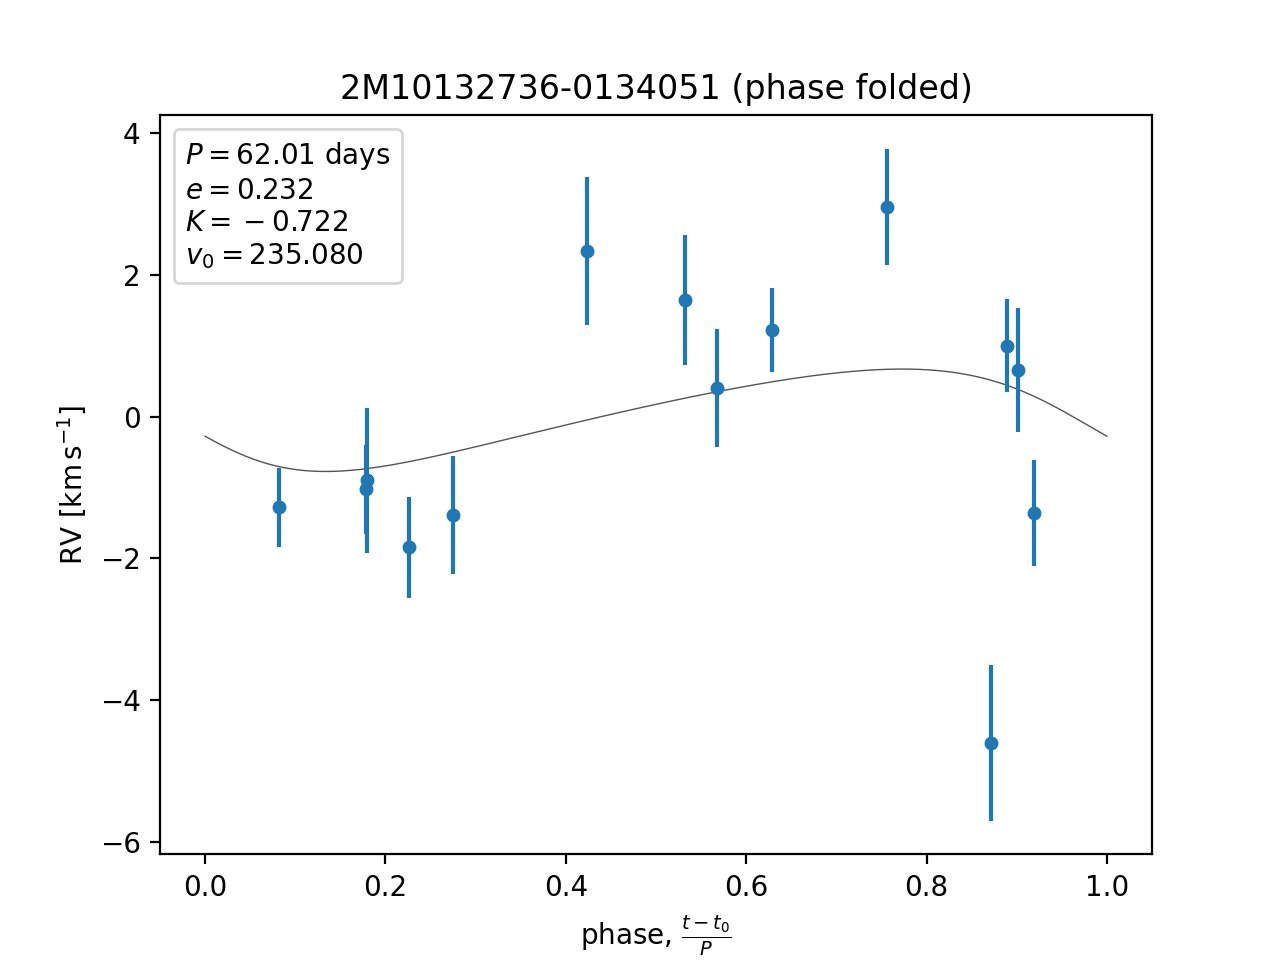 2M10132736-0134051 (phase folded)
P = 62.01 days
e = 0.232
K = −0.722
v₀ = 235.080
4
2
0
−2
−4
−6
RV [km s⁻¹]
0.0 0.2 0.4 0.6 0.8 1.0
phase, (t − t₀)/P